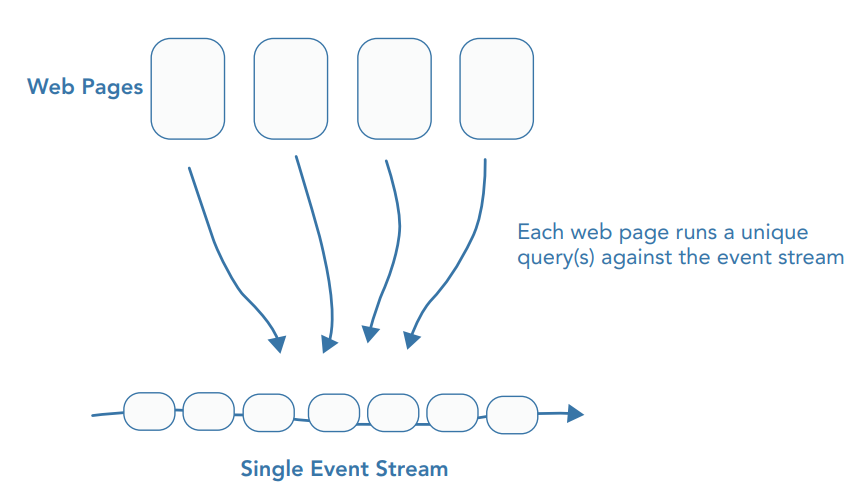 Web Pages
Each web page runs a unique
query(s) against the event stream
Single Event Stream